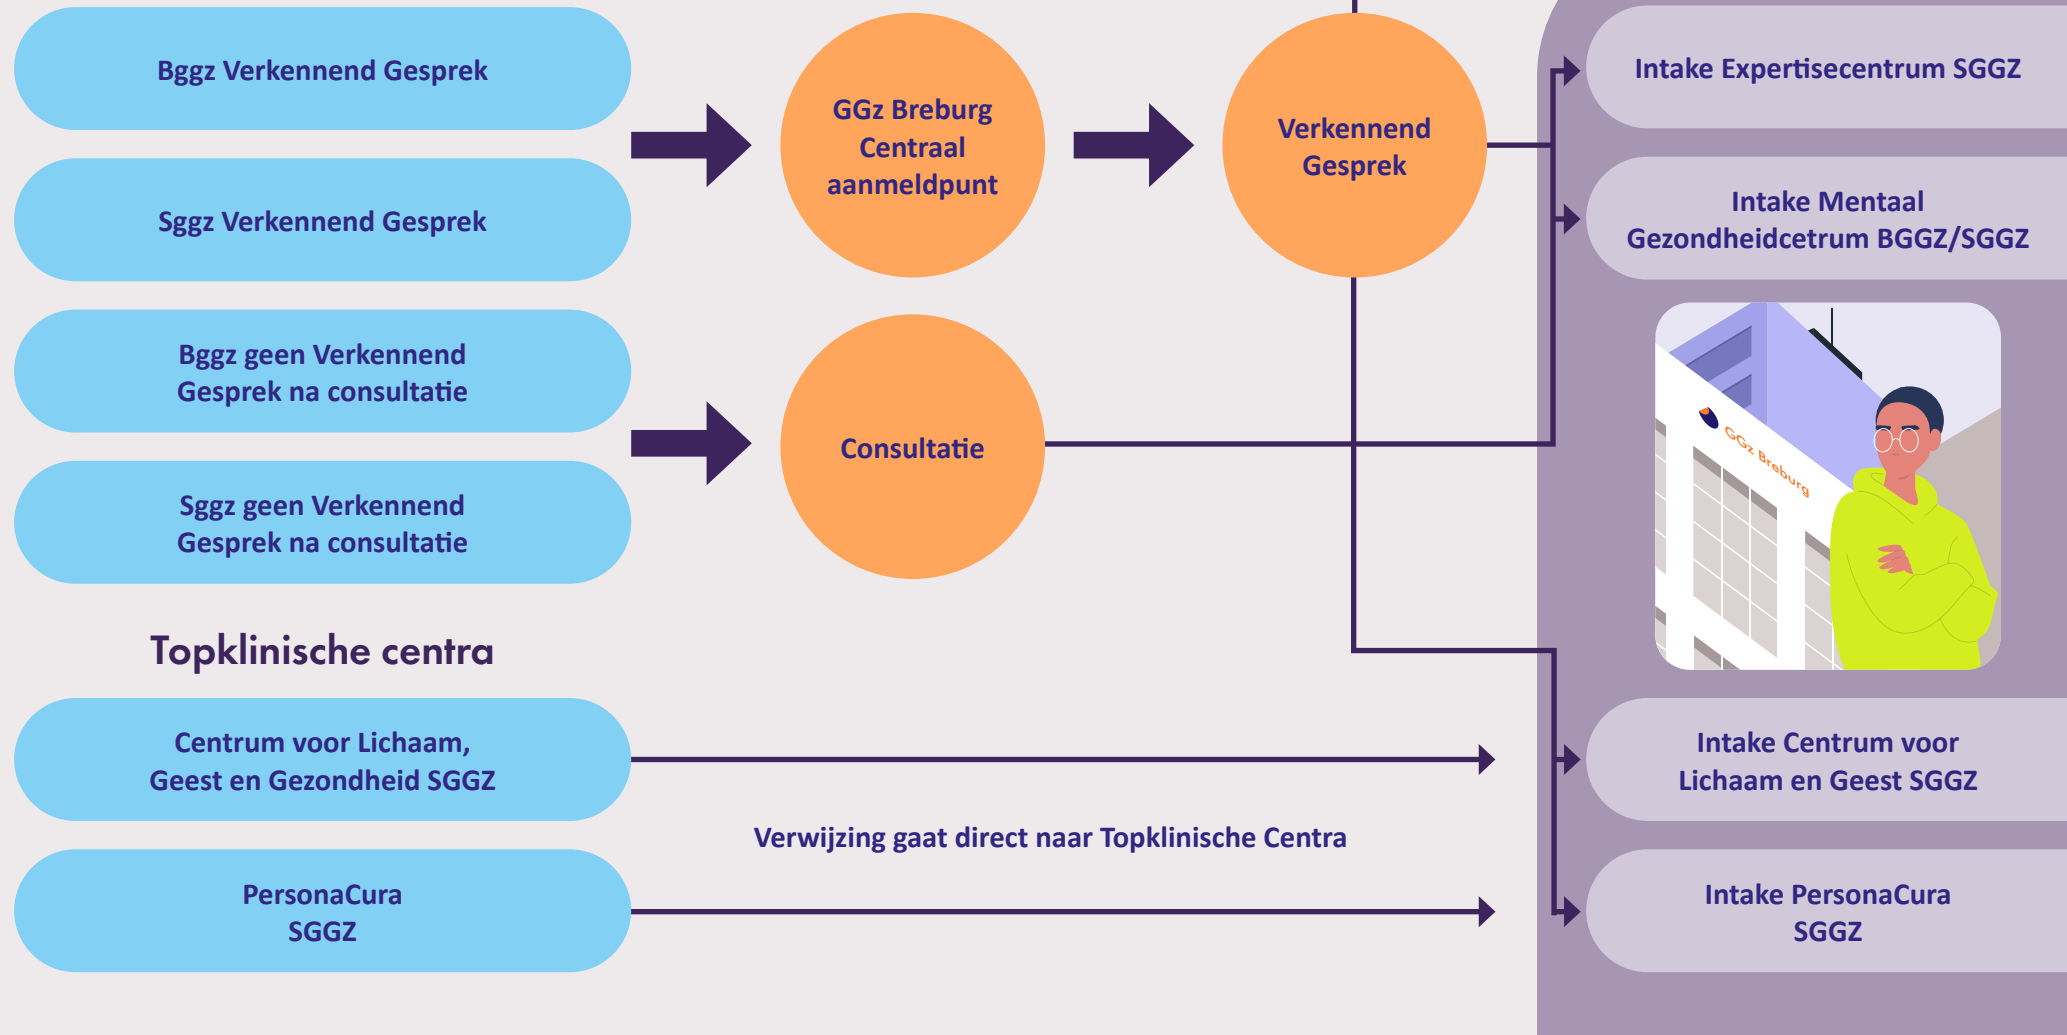 Bggz Verkennend Gesprek
Sggz Verkennend Gesprek
Bggz geen Verkennend
Gesprek na consultatie
Sggz geen Verkennend
Gesprek na consultatie
GGz Breburg
Centraal
aanmeldpunt
Consultatie
Verkennend
Gesprek
Intake Expertisecentrum SGGZ
Intake Mentaal
Gezondheidcetrum BGGZ/SGGZ
GGz Breburg
Topklinische centra
Centrum voor Lichaam,
Geest en Gezondheid SGGZ
PersonaCura
SGGZ
Verwijzing gaat direct naar Topklinische Centra
Intake Centrum voor
Lichaam en Geest SGGZ
Intake PersonaCura
SGGZ